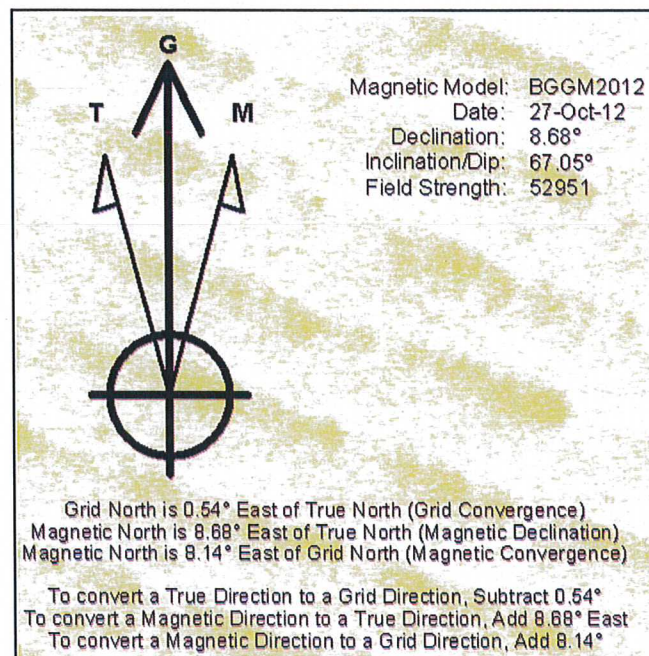 G
T M
Magnetic Model: BGGM2012
Date: 27-Oct-12
Declination: 8.68°
Inclination/Dip: 67.05°
Field Strength: 52951
Grid North is 0.54° East of True North (Grid Convergence)
Magnetic North is 8.68° East of True North (Magnetic Declination)
Magnetic North is 8.14° East of Grid North (Magnetic Convergence)
To convert a True Direction to a Grid Direction, Subtract 0.54°
To convert a Magnetic Direction to a True Direction, Add 8.68° East
To convert a Magnetic Direction to a Grid Direction, Add 8.14°